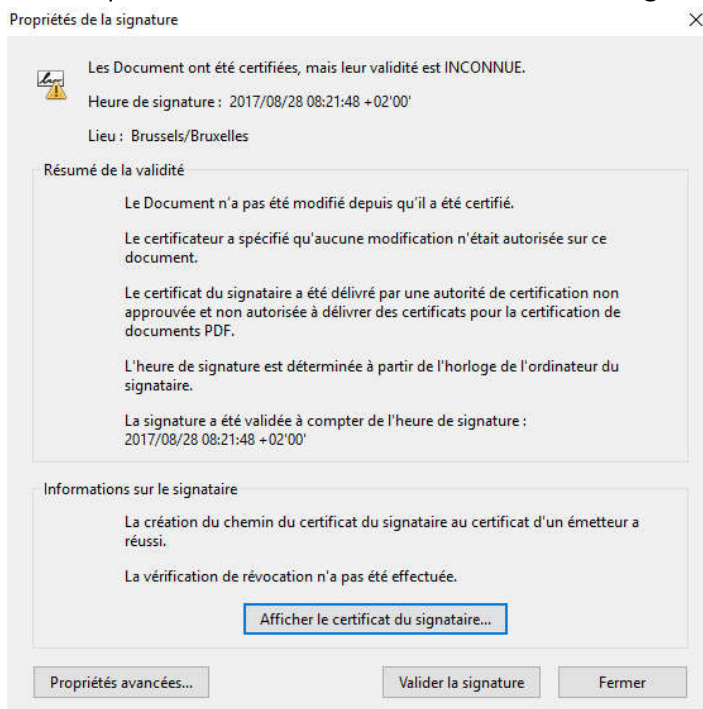 Propriétés de la signature
Les Document ont été certifiées, mais leur validité est INCONNUE.
Heure de signature : 2017/08/28 08:21:48 +02'00'
Lieu : Brussels/Bruxelles
Résumé de la validité
Le Document n'a pas été modifié depuis qu'il a été certifié.
Le certificateur a spécifié qu'aucune modification n'était autorisée sur ce
document.
Le certificat du signataire a été délivré par une autorité de certification non
approuvée et non autorisée à délivrer des certificats pour la certification de
documents PDF.
L'heure de signature est déterminée à partir de l'horloge de l'ordinateur du
signataire.
La signature a été validée à compter de l'heure de signature :
2017/08/28 08:21:48 +02'00'
Informations sur le signataire
La création du chemin du certificat du signataire au certificat d'un émetteur a
réussi.
La vérification de révocation n'a pas été effectuée.
Afficher le certificat du signataire...
Propriétés avancées... Valider la signature Fermer